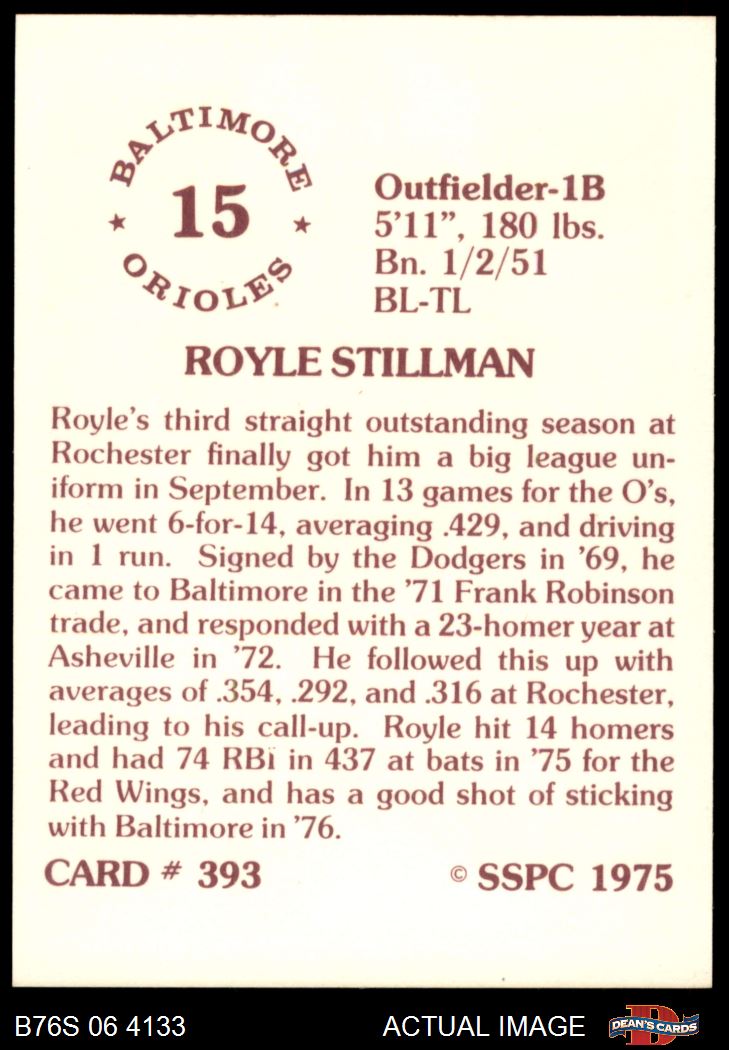 BALTIMORE
15
ORIOLES
Outfielder-1B
5'11”, 180 lbs.
Bn. 1/2/51
BL-TL
ROYLE STILLMAN
Royle's third straight outstanding season at
Rochester finally got him a big league un-
iform in September. In 13 games for the O's,
he went 6-for-14, averaging .429, and driving
in 1 run. Signed by the Dodgers in '69, he
came to Baltimore in the '71 Frank Robinson
trade, and responded with a 23-homer year at
Asheville in '72. He followed this up with
averages of .354, .292, and .316 at Rochester,
leading to his call-up. Royle hit 14 homers
and had 74 RBi in 437 at bats in '75 for the
Red Wings, and has a good shot of sticking
with Baltimore in '76.
CARD # 393 © SSPC 1975
B76S 06 4133 ACTUAL IMAGE DEAN'S CARDS